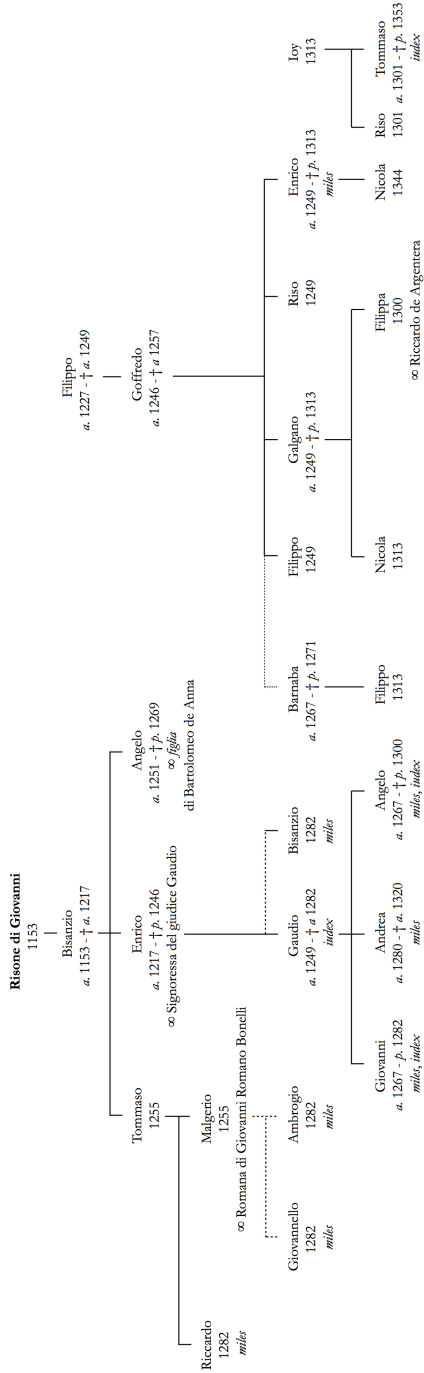 Risone di Giovanni
1153
Bisanzio
a. 1153 - † a. 1217
Tommaso
1255
Enrico
a. 1217 - † p. 1246
∞ Signoressa del giudice Gaudio
Angelo
a. 1251 - † p. 1269
∞ figlia
di Bartolomeo de Anna
Riccardo
1282
miles
Malgerio
1255
∞ Romana di Giovanni Romano Bonelli
Giovannello
1282
miles
Ambrogio
1282
miles
Gaudio
a. 1249 - † a 1282
iudex
Bisanzio
1282
miles
Giovanni
a. 1267 - p. 1282
miles, iudex
Andrea
a. 1280 - † a. 1320
miles
Angelo
a. 1267 - † p. 1300
miles, iudex
Filippo
a. 1227 - † a. 1249
Goffredo
a. 1246 - † a 1257
Barnaba
a. 1267 - † p. 1271
Filippo
1249
Galgano
a. 1249 - † p. 1313
Riso
1249
Enrico
a. 1249 - † p. 1313
miles
Ioy
1313
Filippo
1313
Nicola
1313
Filippa
1300
∞ Riccardo de Argentera
Nicola
1344
Riso
1301
Tommaso
a. 1301 - † p. 1353
iudex